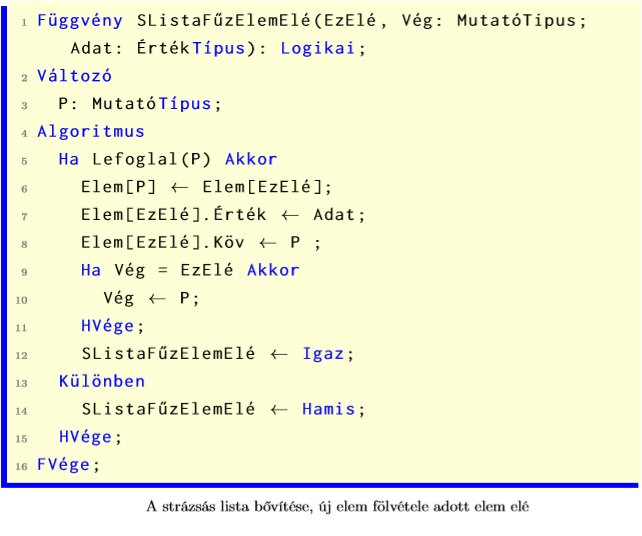 1 Függvény SListaFűzElemElé(EzElé, Vég: MutatóTipus;
Adat: ÉrtékTípus): Logikai;
2 Változó
3 P: MutatóTípus;
4 Algoritmus
5 Ha Lefoglal(P) Akkor
6 Elem[P] ← Elem[EzElé];
7 Elem[EzElé].Érték ← Adat;
8 Elem[EzElé].Köv ← P ;
9 Ha Vég = EzElé Akkor
10 Vég ← P;
11 HVége;
12 SListaFűzElemElé ← Igaz;
13 Különben
14 SListaFűzElemElé ← Hamis;
15 HVége;
16 FVége;
A strázsás lista bővítése, új elem fölvétele adott elem elé